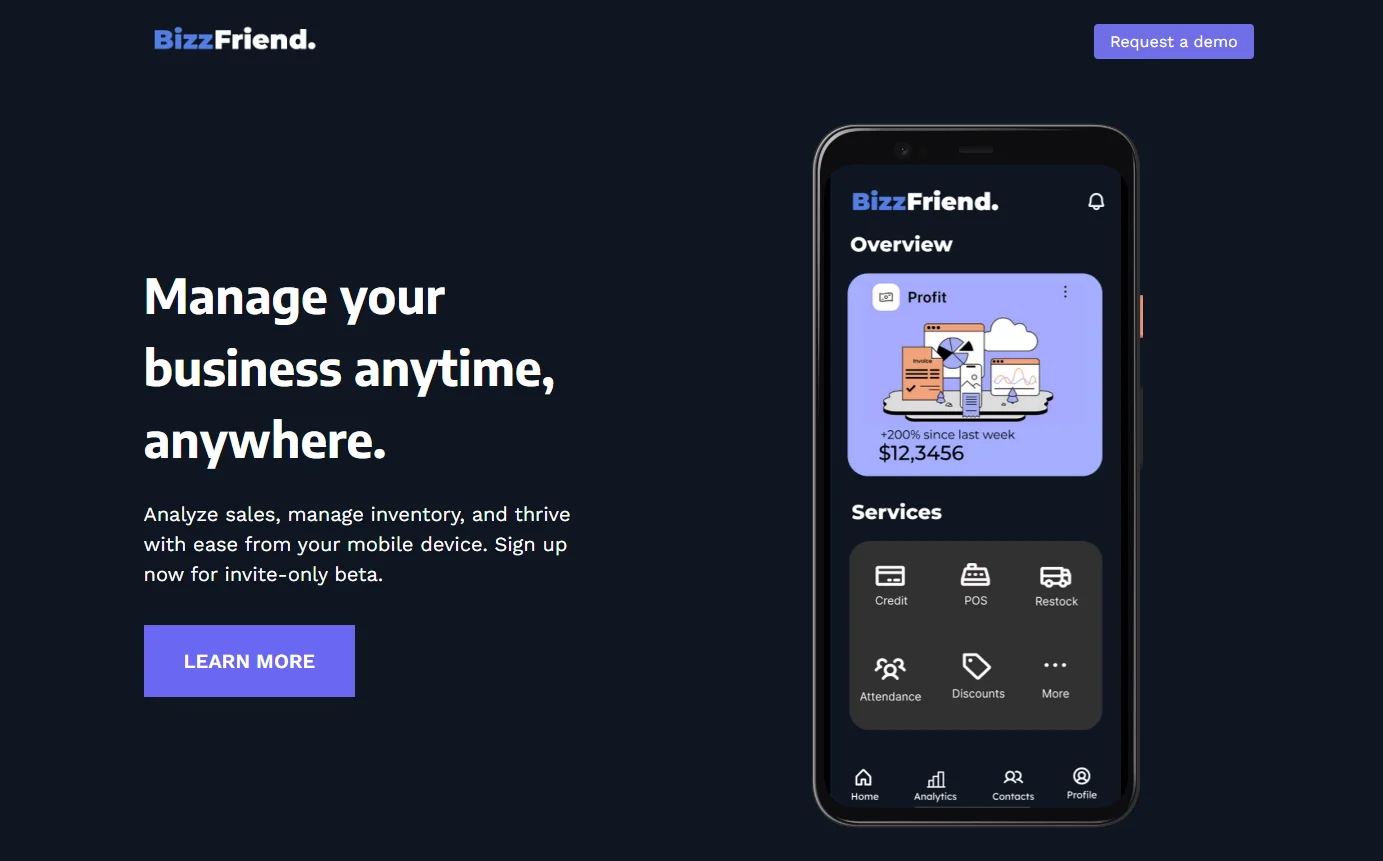 BizzFriend.
Request a demo
Manage your
business anytime,
anywhere.
Analyze sales, manage inventory, and thrive
with ease from your mobile device. Sign up
now for invite-only beta.
LEARN MORE
BizzFriend.
Overview
Profit
Invoice
+200% since last week
$12,3456
Services
Credit POS Restock
Attendance Discounts More
Home Analytics Contacts Profile